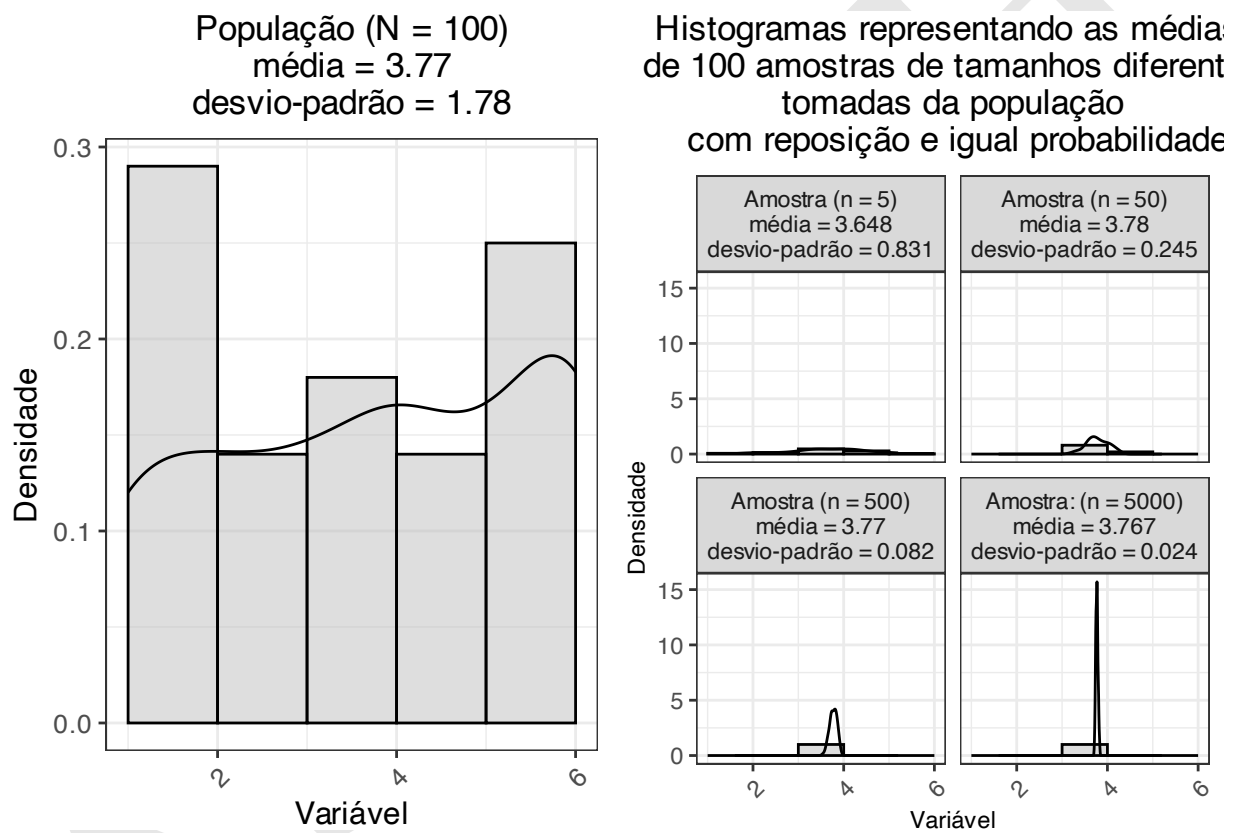 População (N = 100)
média = 3.77
desvio-padrão = 1.78
0.3
0.2
0.1
0.0
Densidade
2
4
6
Variável
Histogramas representando as média
de 100 amostras de tamanhos diferent
tomadas da população
com reposição e igual probabilidade
Amostra (n = 5)
média = 3.648
desvio-padrão = 0.831
Amostra (n = 50)
média = 3.78
desvio-padrão = 0.245
15
10
5
0
Amostra (n = 500)
média = 3.77
desvio-padrão = 0.082
Amostra: (n = 5000)
média = 3.767
desvio-padrão = 0.024
15
10
5
0
Densidade
2
4
6
2
4
6
Variável